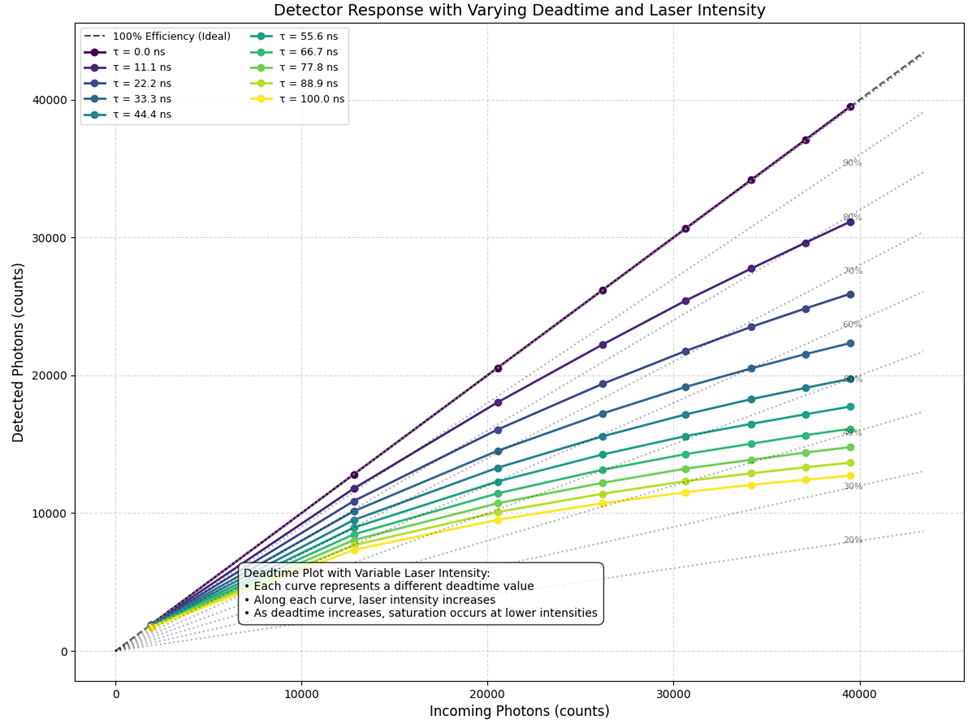 Detector Response with Varying Deadtime and Laser Intensity
100% Efficiency (Ideal)
τ = 0.0 ns
τ = 11.1 ns
τ = 22.2 ns
τ = 33.3 ns
τ = 44.4 ns
τ = 55.6 ns
τ = 66.7 ns
τ = 77.8 ns
τ = 88.9 ns
τ = 100.0 ns
Detected Photons (counts)
40000
30000
20000
10000
0
90%
80%
70%
60%
50%
40%
30%
20%
Deadtime Plot with Variable Laser Intensity:
• Each curve represents a different deadtime value
• Along each curve, laser intensity increases
• As deadtime increases, saturation occurs at lower intensities
0 10000 20000 30000 40000
Incoming Photons (counts)